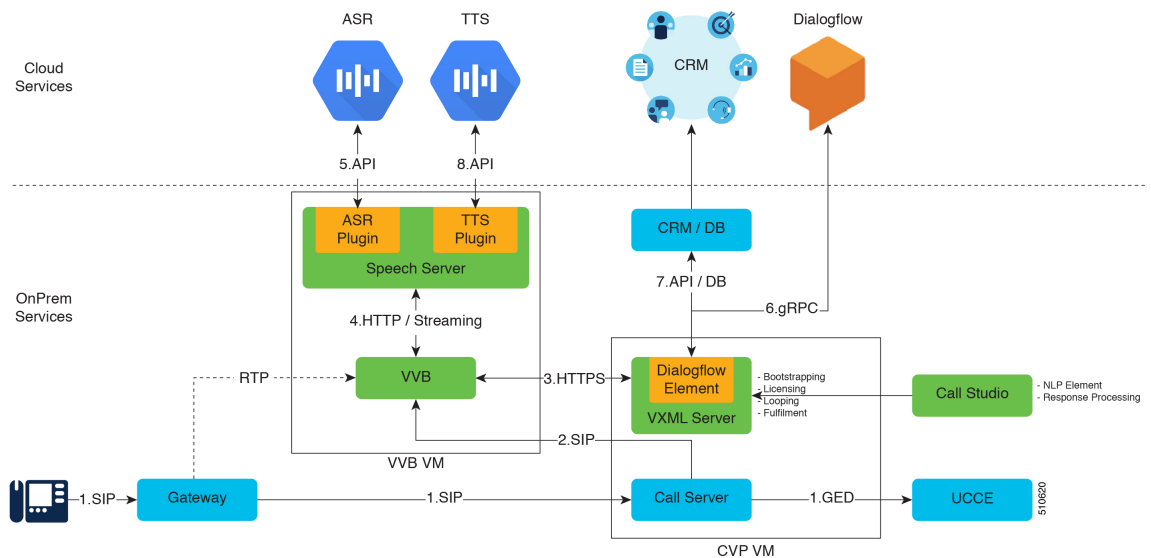 ASR
TTS
Dialogflow
Cloud
Services
CRM
5.API
8.API
ASR
Plugin
TTS
Plugin
Speech Server
CRM / DB
7.API / DB
OnPrem
Services
4.HTTP / Streaming
6.gRPC
RTP
VVB
3.HTTPS
Dialogflow
Element
VXML Server
- Bootstrapping
- Licensing
- Looping
- Fulfilment
Call Studio
- NLP Element
- Response Processing
2.SIP
VVB VM
1.SIP
Gateway
1.SIP
Call Server
1.GED
UCCE
510620
CVP VM